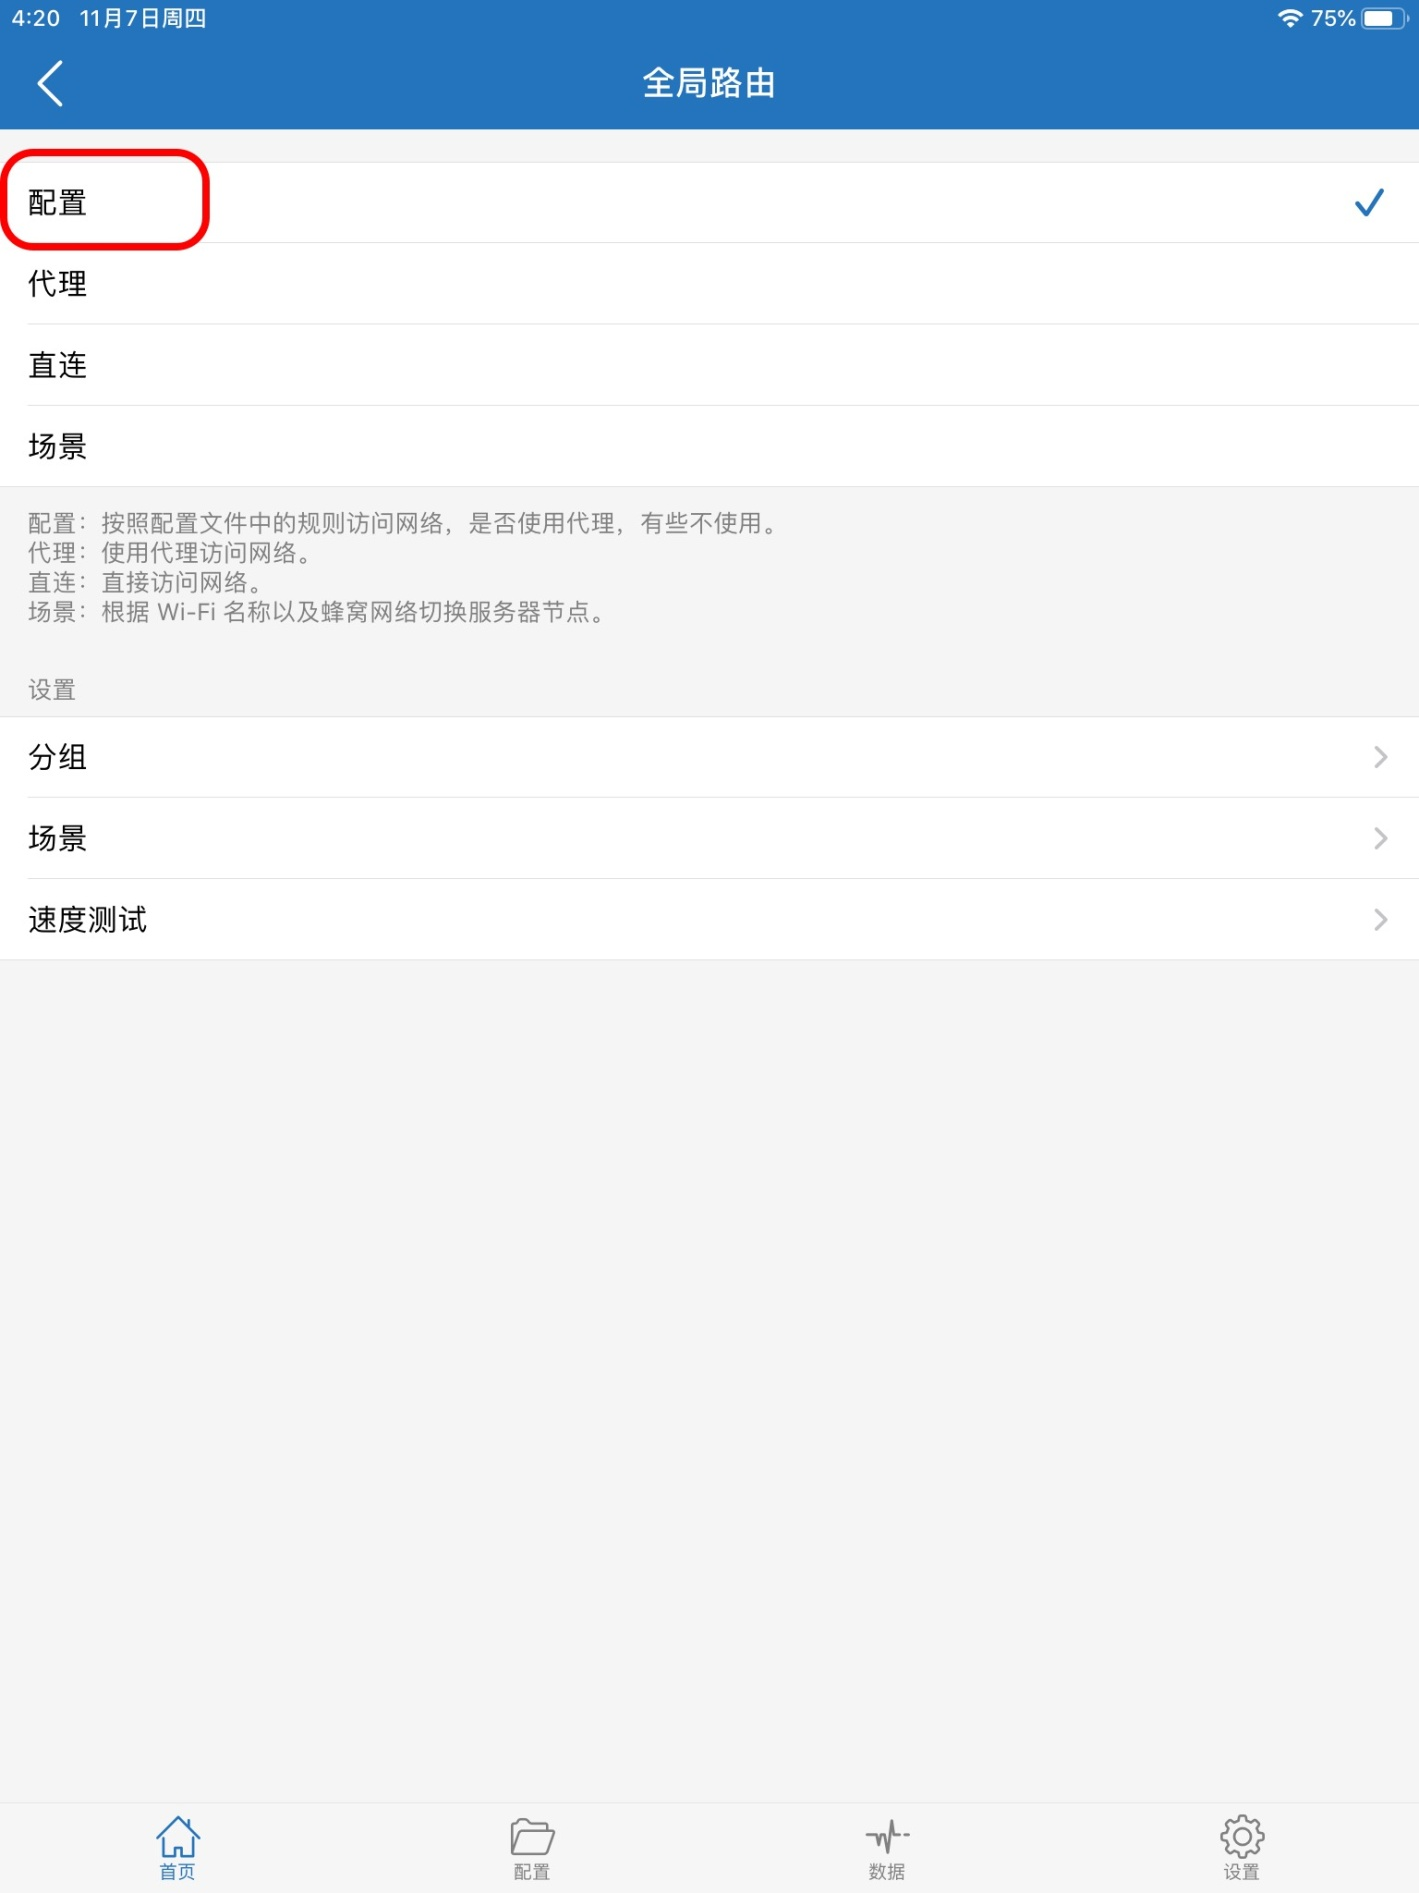 4:20 11月7日周四
75%
全局路由
配置
代理
直连
场景
配置：按照配置文件中的规则访问网络，是否使用代理，有些不使用。
代理：使用代理访问网络。
直连：直接访问网络。
场景：根据 Wi-Fi 名称以及蜂窝网络切换服务器节点。
设置
分组
场景
速度测试
首页
配置
数据
设置